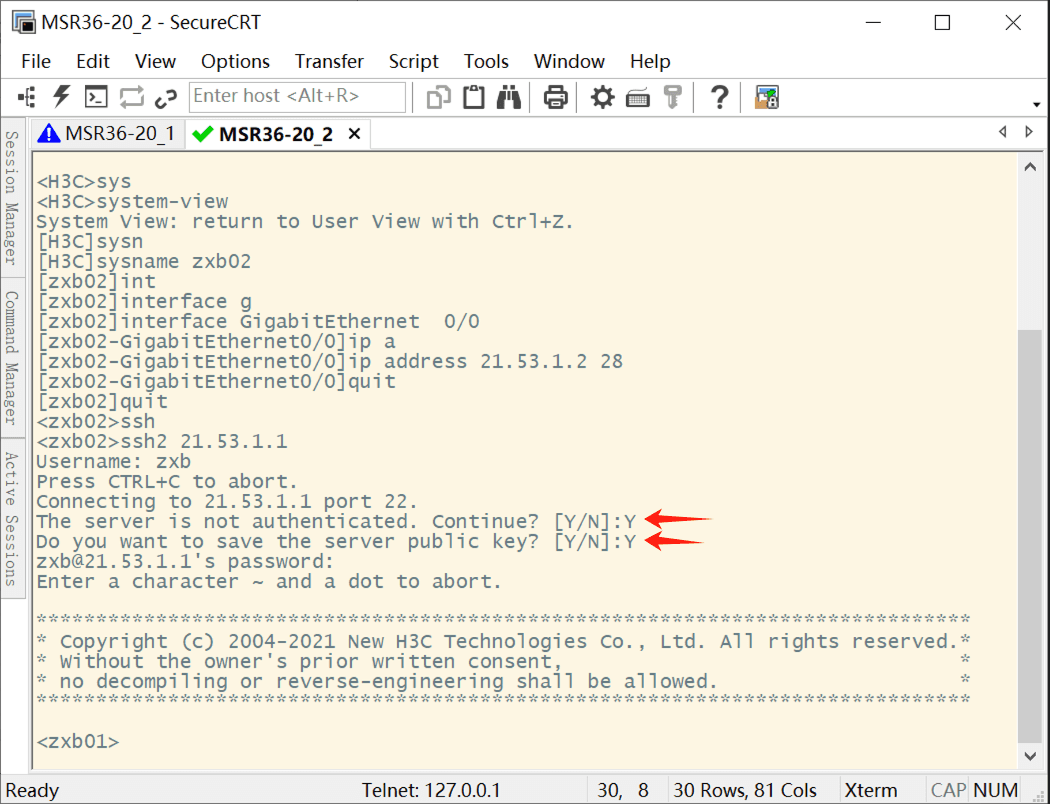 MSR36-20_2 - SecureCRT
File Edit View Options Transfer Script Tools Window Help
Enter host <Alt+R>
MSR36-20_1 MSR36-20_2
Session Manager
Command Manager
Active Sessions
<H3C>sys
<H3C>system-view
System View: return to User View with Ctrl+Z.
[H3C]sysn
[H3C]sysname zxb02
[zxb02]int
[zxb02]interface g
[zxb02]interface GigabitEthernet  0/0
[zxb02-GigabitEthernet0/0]ip a
[zxb02-GigabitEthernet0/0]ip address 21.53.1.2 28
[zxb02-GigabitEthernet0/0]quit
[zxb02]quit
<zxb02>ssh
<zxb02>ssh2 21.53.1.1
Username: zxb
Press CTRL+C to abort.
Connecting to 21.53.1.1 port 22.
The server is not authenticated. Continue? [Y/N]:Y
Do you want to save the server public key? [Y/N]:Y
zxb@21.53.1.1's password:
Enter a character ~ and a dot to abort.
******************************************************************************
* Copyright (c) 2004-2021 New H3C Technologies Co., Ltd. All rights reserved.*
* Without the owner's prior written consent,                                 *
* no decompiling or reverse-engineering shall be allowed.                    *
******************************************************************************
<zxb01>
Ready Telnet: 127.0.0.1 30, 8 30 Rows, 81 Cols Xterm CAP NUM